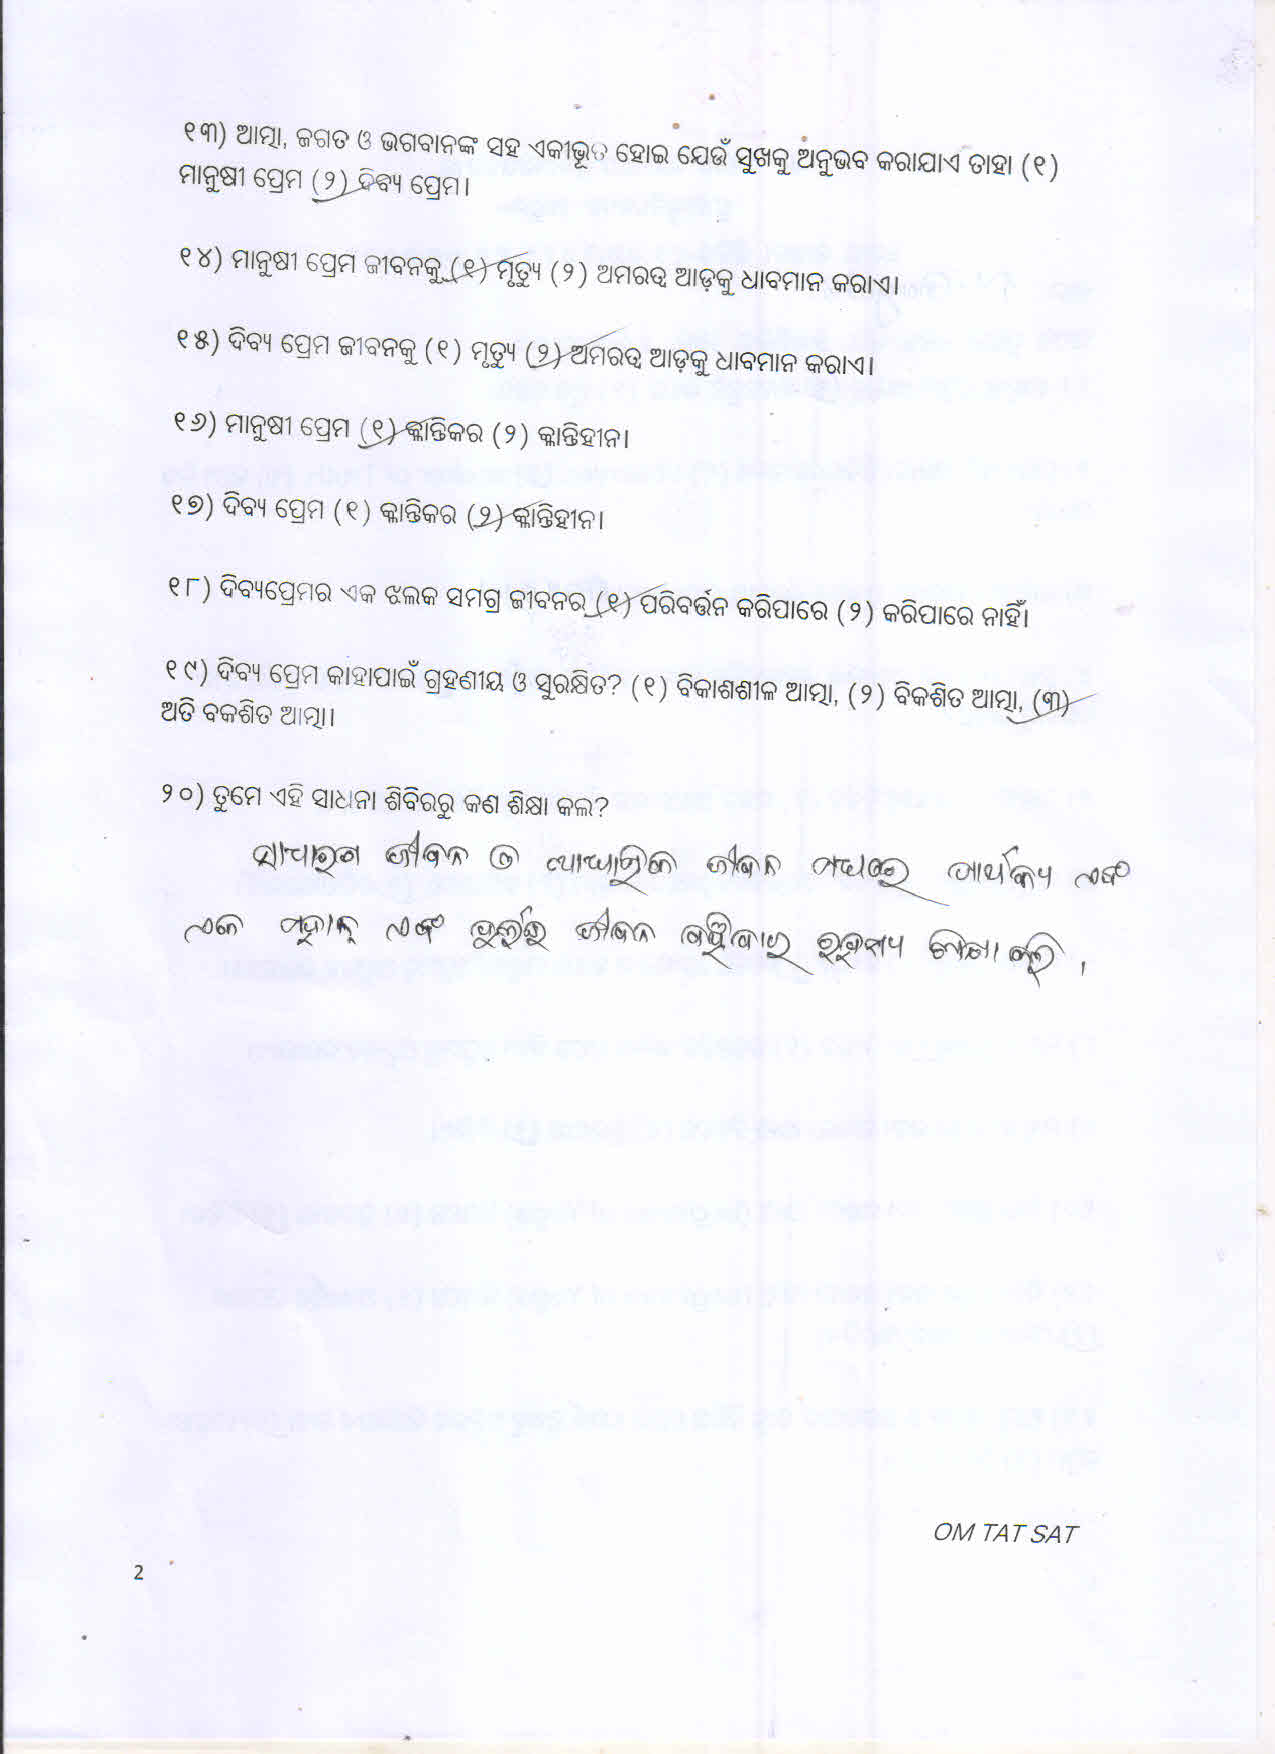 ୧୩) ଆତ୍ମା, ଜଗତ ଓ ଭଗବାନଙ୍କ ସହ ଏକୀଭୂତ ହୋଇ ଯେଉଁ ସୁଖକୁ ଅନୁଭବ କରାଯାଏ ତାହା (୧)
ମାନୁଷୀ ପ୍ରେମ (୨) ଦିବ୍ୟ ପ୍ରେମ।
୧୪) ମାନୁଷୀ ପ୍ରେମ ଜୀବନକୁ (୧) ମୃତ୍ୟୁ (୨) ଅମରତ୍ୱ ଆଡ଼କୁ ଧାବମାନ କରାଏ।
୧୫) ଦିବ୍ୟ ପ୍ରେମ ଜୀବନକୁ (୧) ମୃତ୍ୟୁ (୨) ଅମରତ୍ୱ ଆଡ଼କୁ ଧାବମାନ କରାଏ।
୧୬) ମାନୁଷୀ ପ୍ରେମ (୧) କ୍ଳାନ୍ତିକର (୨) କ୍ଳାନ୍ତିହୀନ।
୧୭) ଦିବ୍ୟ ପ୍ରେମ (୧) କ୍ଳାନ୍ତିକର (୨) କ୍ଳାନ୍ତିହୀନ।
୧୮) ଦିବ୍ୟପ୍ରେମର ଏକ ଝଲକ ସମଗ୍ର ଜୀବନର (୧) ପରିବର୍ତ୍ତନ କରିପାରେ (୨) କରିପାରେ ନାହିଁ।
୧୯) ଦିବ୍ୟ ପ୍ରେମ କାହାପାଇଁ ଗ୍ରହଣୀୟ ଓ ସୁରକ୍ଷିତ? (୧) ବିକାଶଶୀଳ ଆତ୍ମା, (୨) ବିକଶିତ ଆତ୍ମା, (୩)
ଅତି ବକଶିତ ଆତ୍ମା।
୨୦) ତୁମେ ଏହି ସାଧନା ଶିବିରରୁ କଣ ଶିକ୍ଷା କଲ?
ସାଧାରଣ ଜୀବନ ଓ ଜୀବନ ମଧ୍ୟରେ ପାର୍ଥକ୍ୟ ଏବଂ
ଏକ ମହାନ୍ ଏବଂ ଜୀବନ ବଞ୍ଚିବାର ରହସ୍ୟ ଶିକ୍ଷା କଲି ।
OM TAT SAT
2